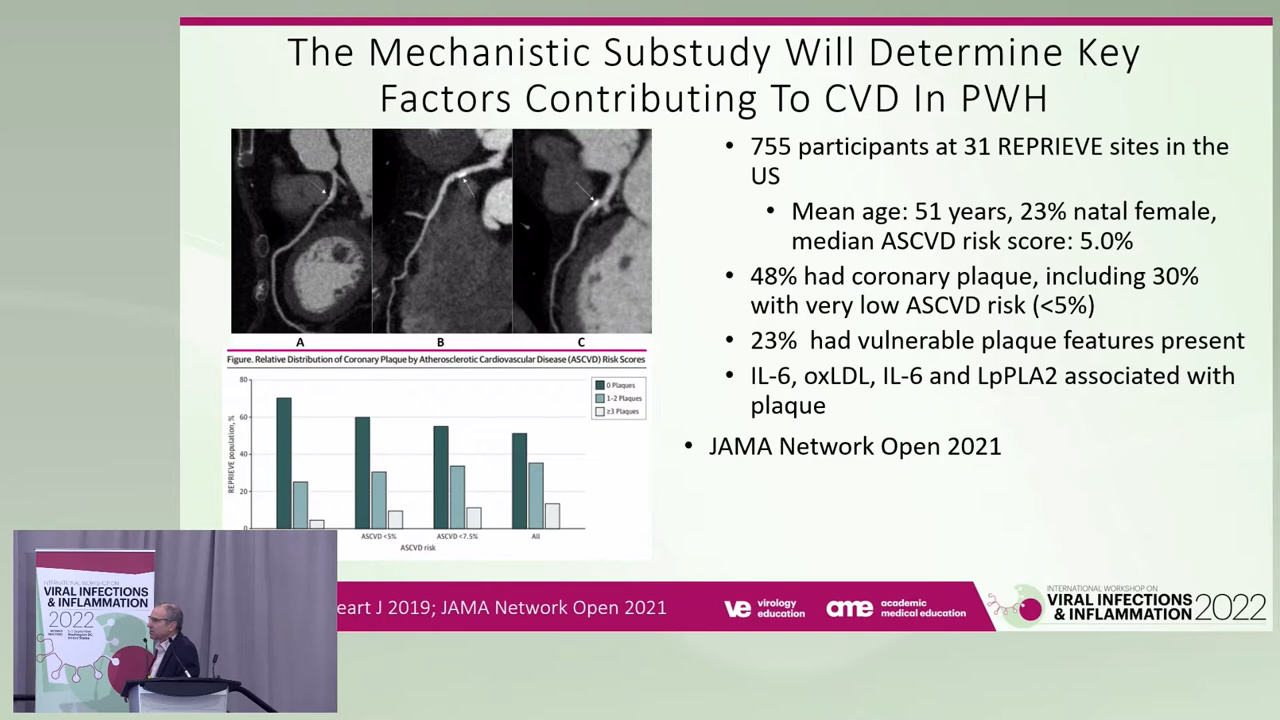 The Mechanistic Substudy Will Determine Key
Factors Contributing To CVD In PWH
A
B
C
Figure. Relative Distribution of Coronary Plaque by Atherosclerotic Cardiovascular Disease (ASCVD) Risk Scores
80
60
40
20
0
REPRIEVE population, %
0 Plaques
1-2 Plaques
≥3 Plaques
ASCVD <5%
ASCVD <7.5%
All
ASCVD risk
• 755 participants at 31 REPRIEVE sites in the
US
• Mean age: 51 years, 23% natal female,
median ASCVD risk score: 5.0%
• 48% had coronary plaque, including 30%
with very low ASCVD risk (<5%)
• 23% had vulnerable plaque features present
• IL-6, oxLDL, IL-6 and LpPLA2 associated with
plaque
• JAMA Network Open 2021
eart J 2019; JAMA Network Open 2021
ve virology
education
ame academic
medical education
INTERNATIONAL WORKSHOP ON
VIRAL INFECTIONS
& INFLAMMATION 2022
INTERNATIONAL WORKSHOP ON
VIRAL INFECTIONS
& INFLAMMATION
2022